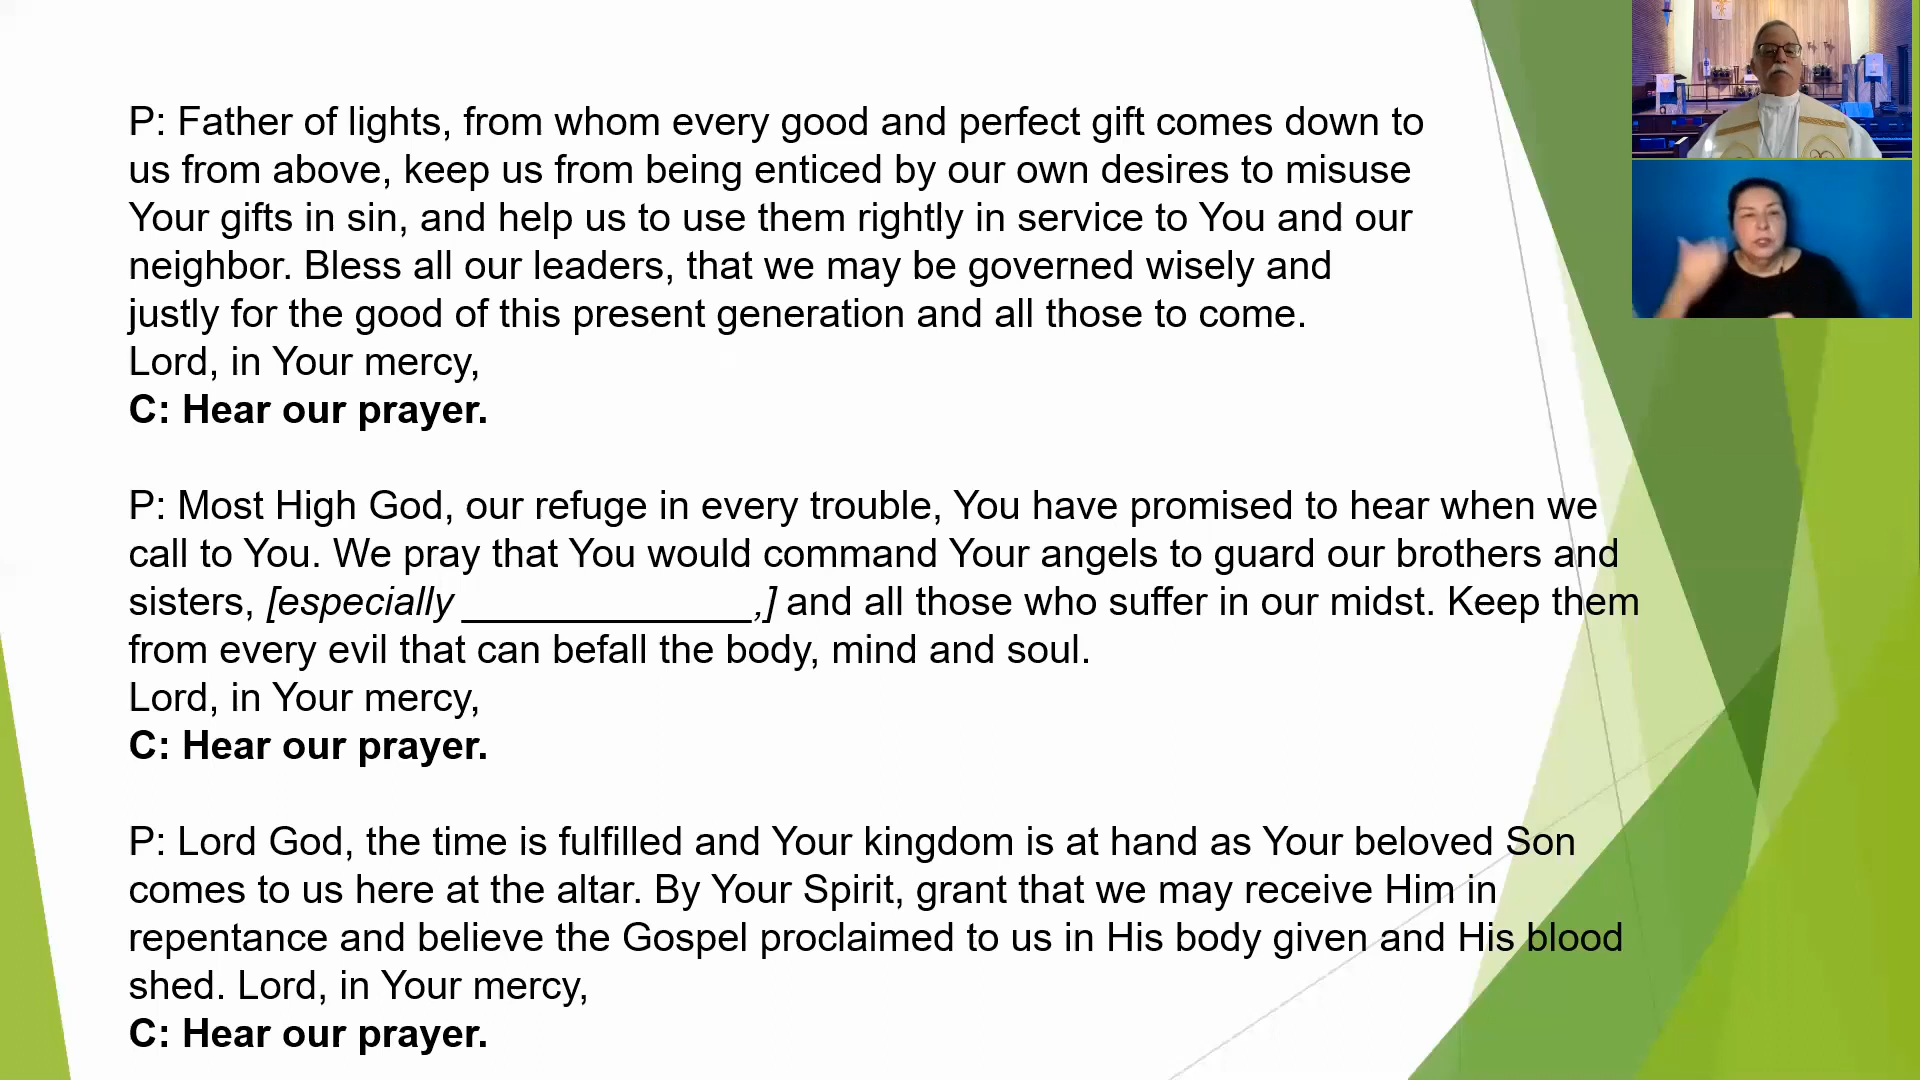 P: Father of lights, from whom every good and perfect gift comes down to
us from above, keep us from being enticed by our own desires to misuse
Your gifts in sin, and help us to use them rightly in service to You and our
neighbor. Bless all our leaders, that we may be governed wisely and
justly for the good of this present generation and all those to come.
Lord, in Your mercy,
C: Hear our prayer.
P: Most High God, our refuge in every trouble, You have promised to hear when we
call to You. We pray that You would command Your angels to guard our brothers and
sisters, [especially _____________,] and all those who suffer in our midst. Keep them
from every evil that can befall the body, mind and soul.
Lord, in Your mercy,
C: Hear our prayer.
P: Lord God, the time is fulfilled and Your kingdom is at hand as Your beloved Son
comes to us here at the altar. By Your Spirit, grant that we may receive Him in
repentance and believe the Gospel proclaimed to us in His body given and His blood
shed. Lord, in Your mercy,
C: Hear our prayer.